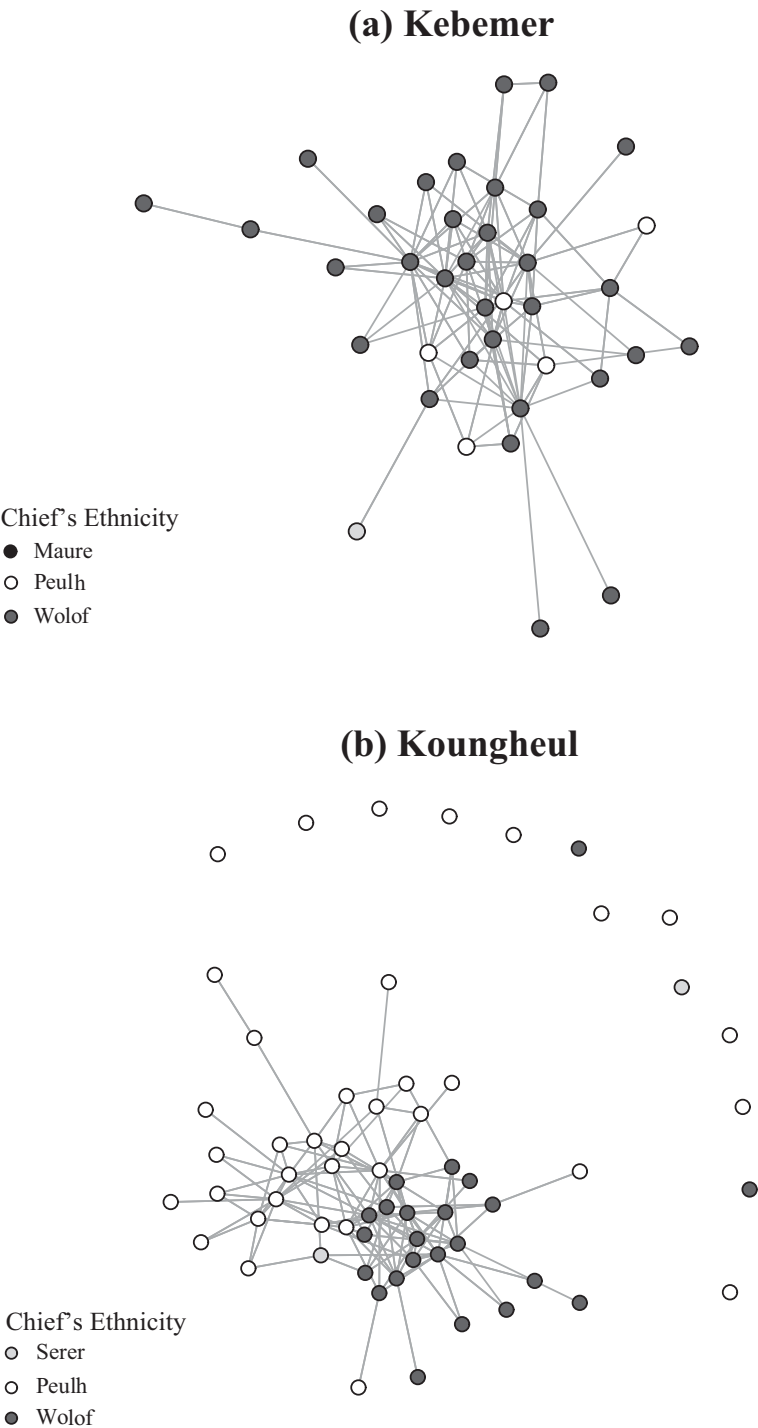 (a) Kebemer
Chief's Ethnicity
Maure
Peulh
Wolof
(b) Koungheul
Chief's Ethnicity
Serer
Peulh
Wolof